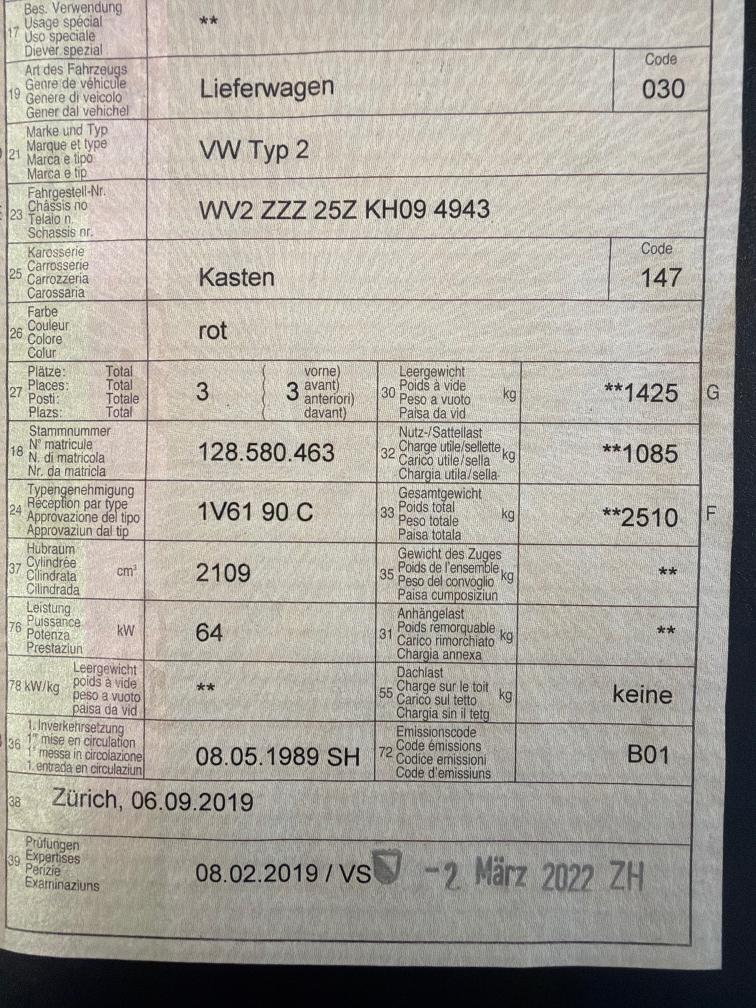 17 Bes. Verwendung
Usage spécial
Uso speciale
Diever spezial
**
19 Art des Fahrzeugs
Genre de véhicule
Genere di veicolo
Gener dal vehichel
Lieferwagen
Code
030
21 Marke und Typ
Marque et type
Marca e tipo
Marca e tip
VW Typ 2
23 Fahrgestell-Nr.
Châssis no
Telaio n.
Schassis nr.
WV2 ZZZ 25Z KH09 4943
25 Karosserie
Carrosserie
Carrozzeria
Carossaria
Kasten
Code
147
26 Farbe
Couleur
Colore
Colur
rot
27 Plätze: Total
Places: Total
Posti: Totale
Plazs: Total
3
3 vorne)
avant)
anteriori)
davant)
30 Leergewicht
Poids à vide
Peso a vuoto
Paisa da vid
kg
**1425 G
18 Stammnummer
N° matricule
N. di matricola
Nr. da matricla
128.580.463
32 Nutz-/Sattellast
Charge utile/sellette
Carico utile/sella
Chargia utila/sella
kg
**1085
24 Typengenehmigung
Réception par type
Approvazione del tipo
Approvaziun dal tip
1V61 90 C
33 Gesamtgewicht
Poids total
Peso totale
Paisa totala
kg
**2510 F
37 Hubraum
Cylindrée
Cilindrata
Cilindrada
cm³
2109
35 Gewicht des Zuges
Poids de l'ensemble
Peso del convoglio
Paisa cumposiziun
kg
**
76 Leistung
Puissance
Potenza
Prestaziun
kW
64
31 Anhängelast
Poids remorquable
Carico rimorchiato
Chargia annexa
kg
**
78 kW/kg
Leergewicht
poids à vide
peso a vuoto
paisa da vid
**
55 Dachlast
Charge sur le toit
Carico sul tetto
Chargia sin il tetg
kg
keine
36 1. Inverkehrsetzung
1re mise en circulation
1a messa in circolazione
1. entrada en circulaziun
08.05.1989 SH
72 Emissionscode
Code émissions
Codice emissioni
Code d'emissiuns
B01
38 Zürich, 06.09.2019
39 Prüfungen
Expertises
Perizie
Examinaziuns
08.02.2019 / VS -2 März 2022 ZH